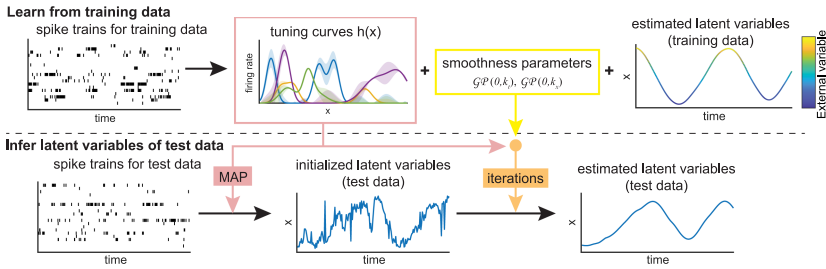 Learn from training data
spike trains for training data
time
tuning curves h(x)
firing rate
x
+
smoothness parameters
𝒢𝒫(0,kₜ), 𝒢𝒫(0,kₓ)
+
estimated latent variables
(training data)
x
time
External variable
Infer latent variables of test data
spike trains for test data
time
MAP
initialized latent variables
(test data)
x
time
iterations
estimated latent variables
(test data)
x
time